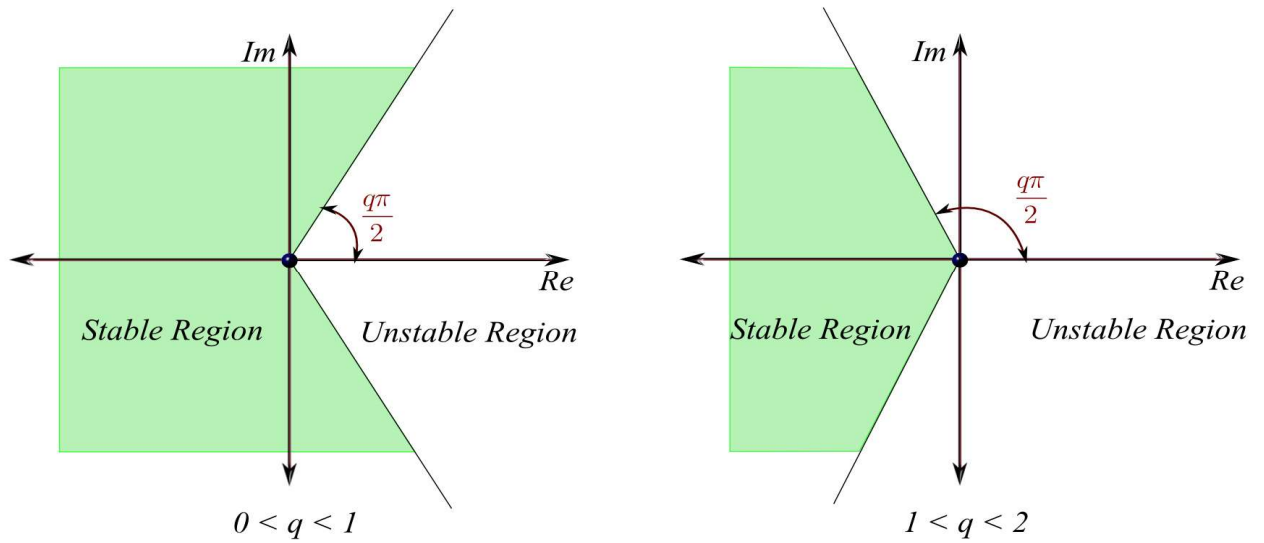 Im
qπ
2
Re
Stable Region
Unstable Region
0 < q < 1
Im
qπ
2
Re
Stable Region
Unstable Region
1 < q < 2